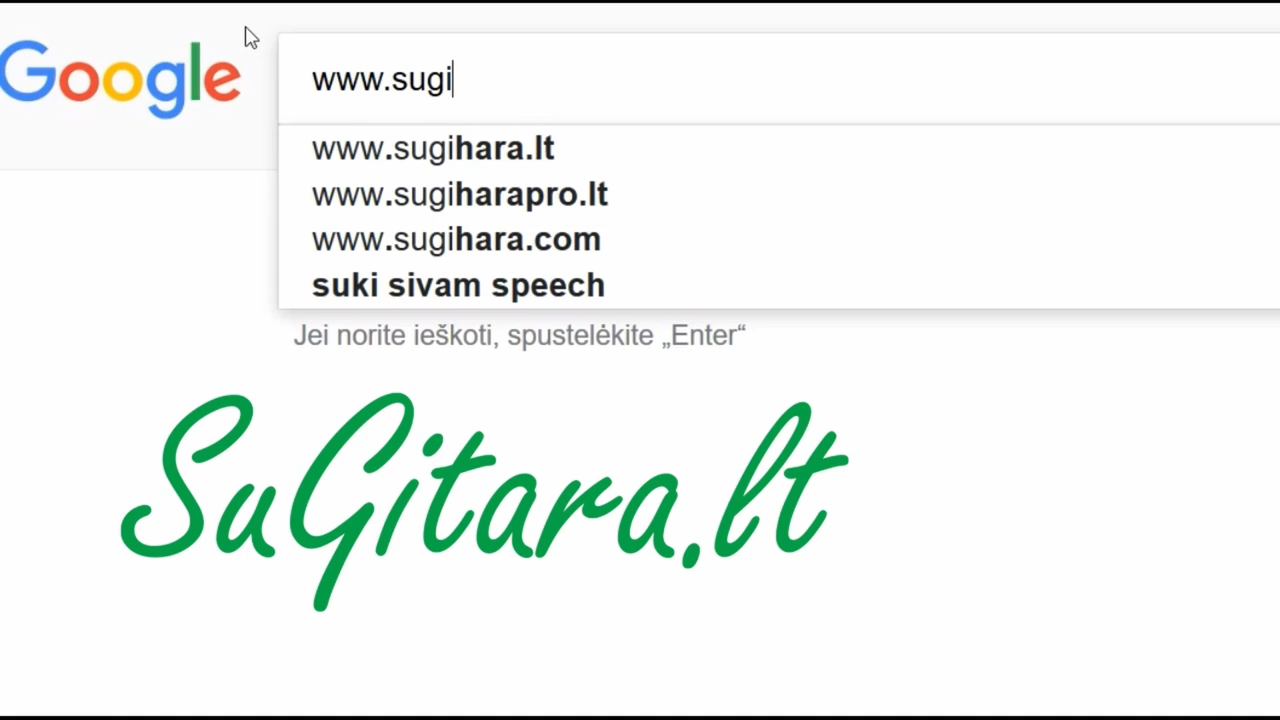 Google
www.sugi
www.sugihara.lt
www.sugiharapro.lt
www.sugihara.com
suki sivam speech
Jei norite ieškoti, spustelėkite „Enter“
SuGitara.lt